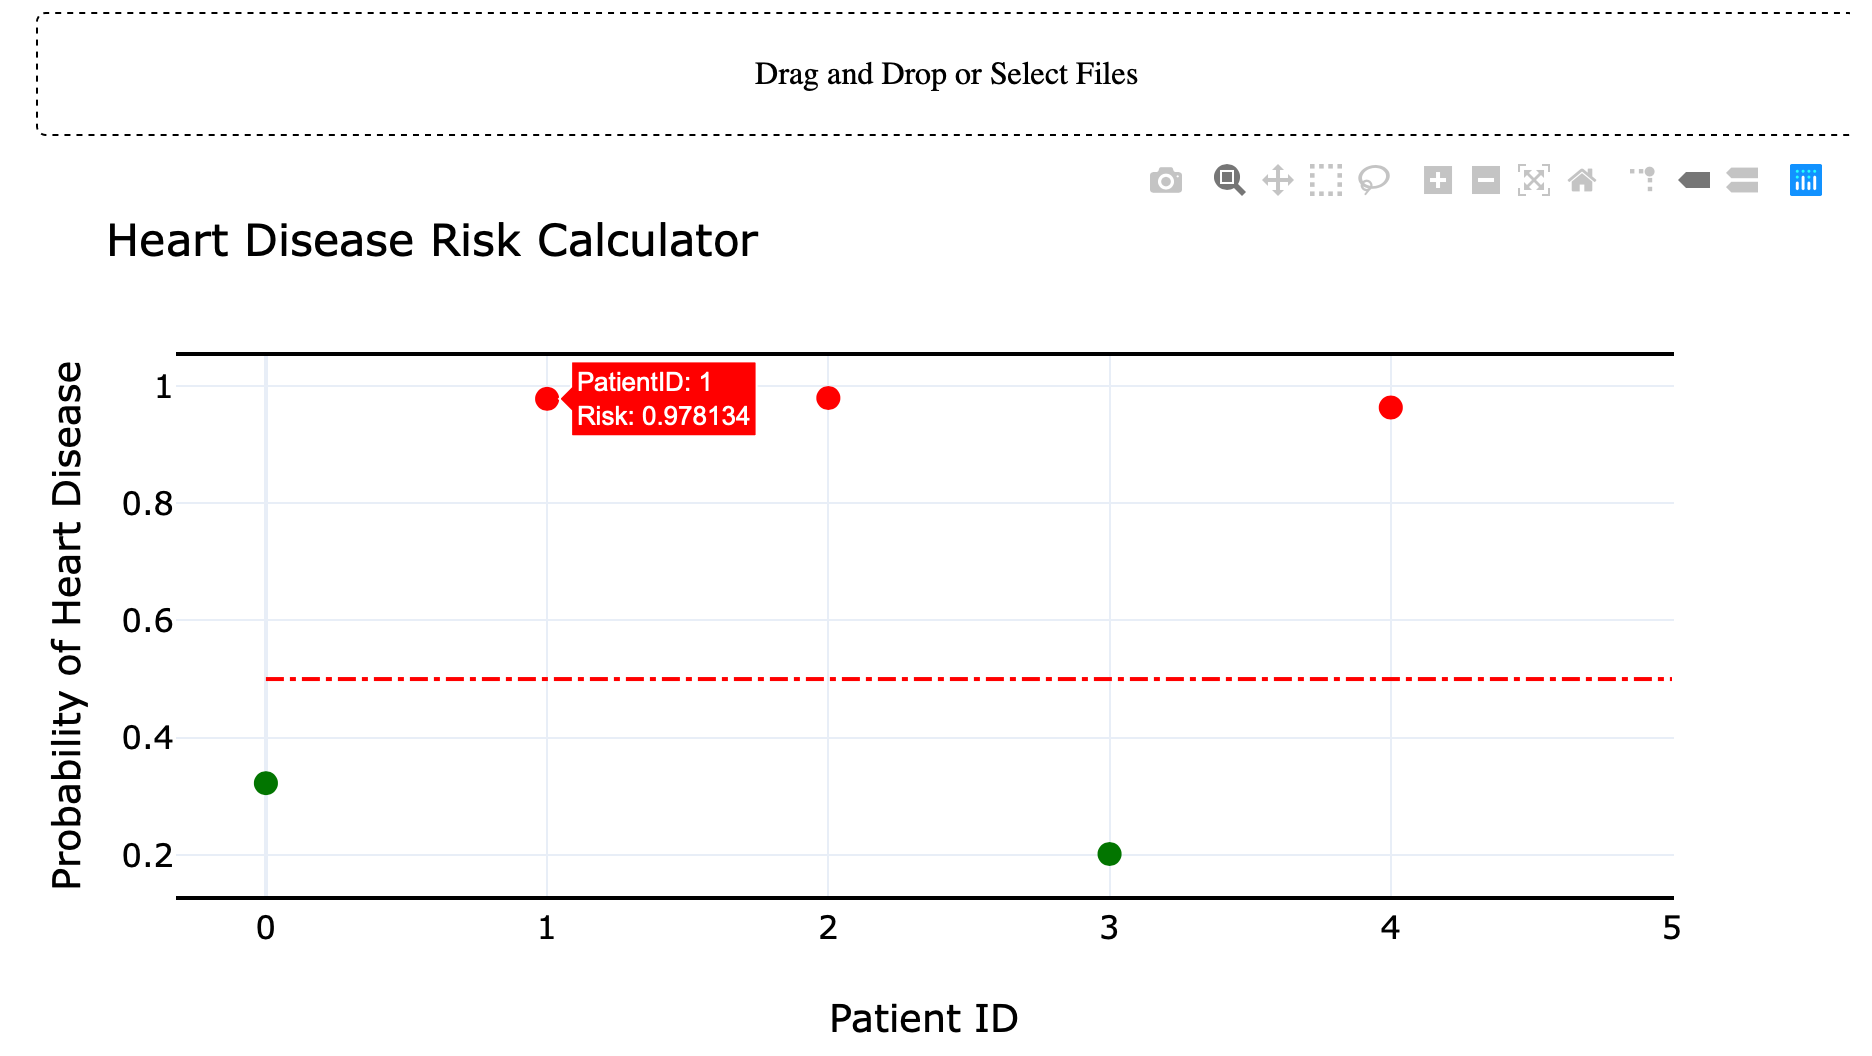 Drag and Drop or Select Files
Heart Disease Risk Calculator
Probability of Heart Disease
1
0.8
0.6
0.4
0.2
PatientID: 1
Risk: 0.978134
0 1 2 3 4 5
Patient ID